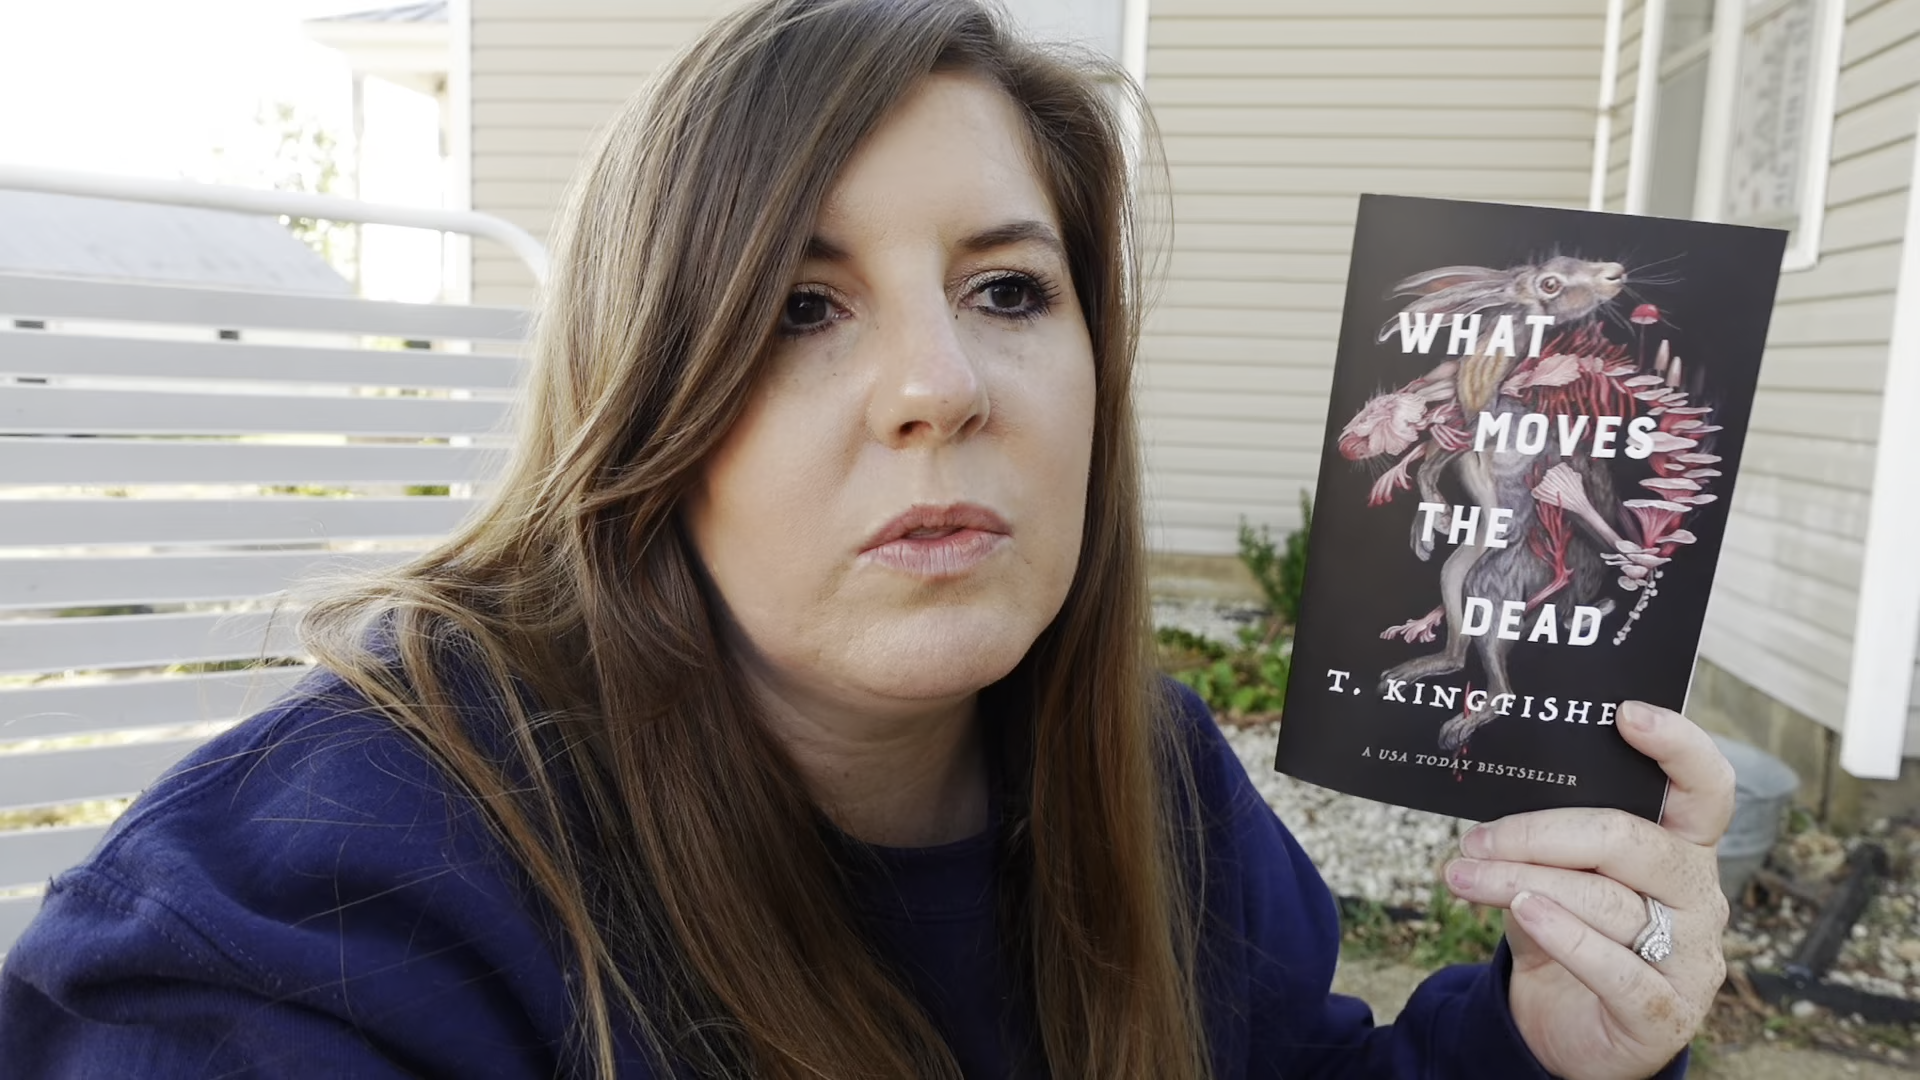 WHAT
MOVES
THE
DEAD
T. KINGFISHE
A USA TODAY BESTSELLER